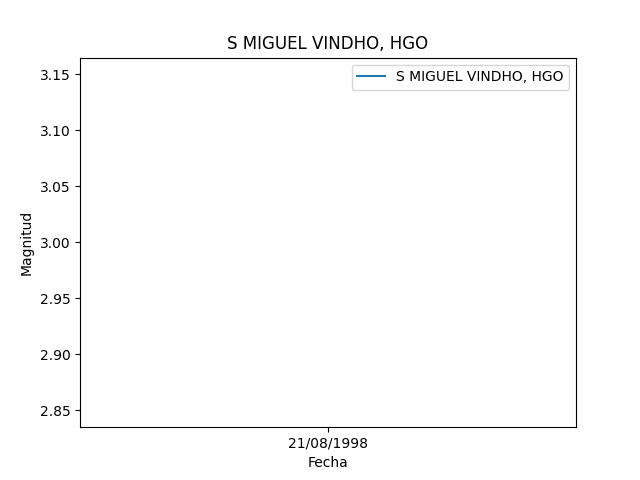 S MIGUEL VINDHO, HGO
S MIGUEL VINDHO, HGO
3.15
3.10
3.05
3.00
2.95
2.90
2.85
Magnitud
21/08/1998
Fecha